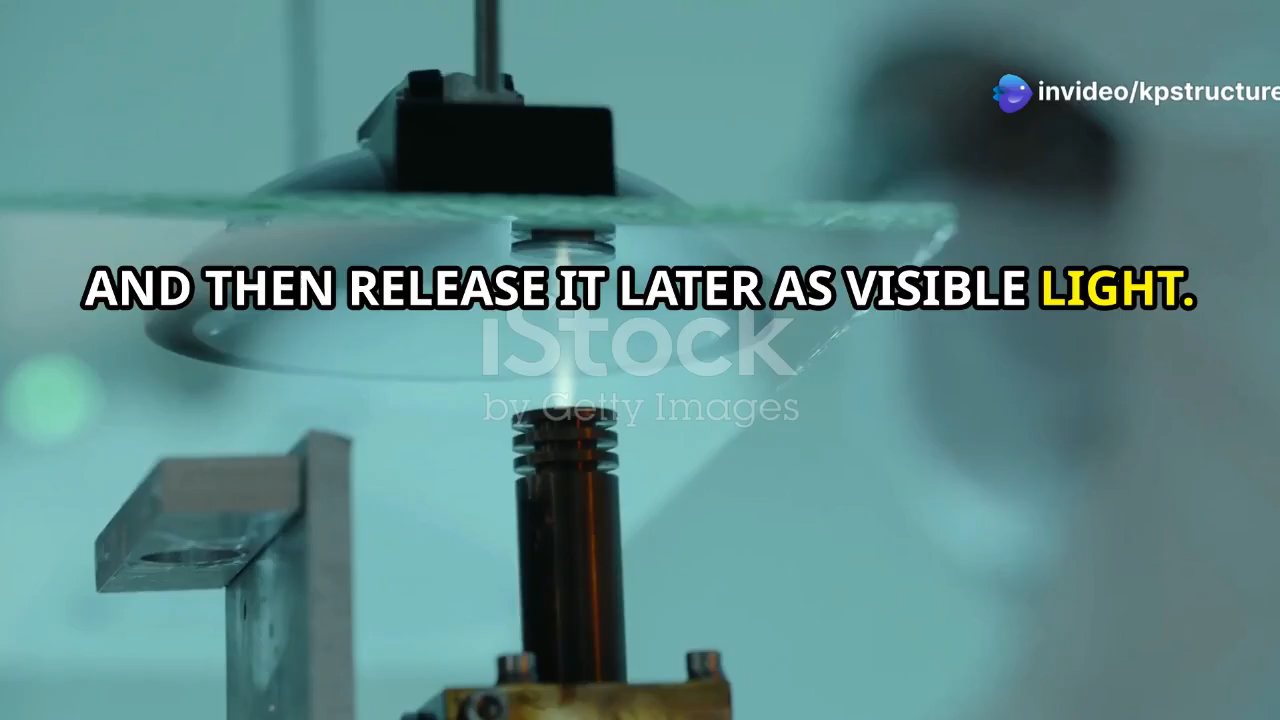 invideo/kpstructure
AND THEN RELEASE IT LATER AS VISIBLE LIGHT.
iStock
by Getty Images